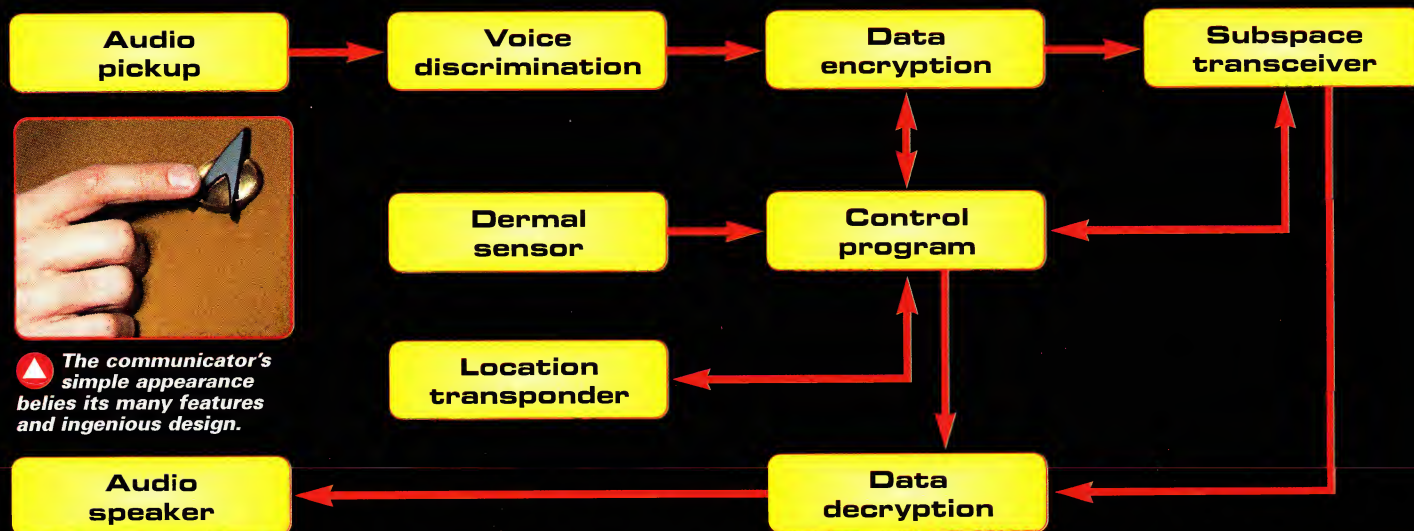 Audio
pickup
Voice
discrimination
Data
encryption
Subspace
transceiver
Dermal
sensor
Control
program
The communicator's
simple appearance
belies its many features
and ingenious design.
Location
transponder
Audio
speaker
Data
decryption